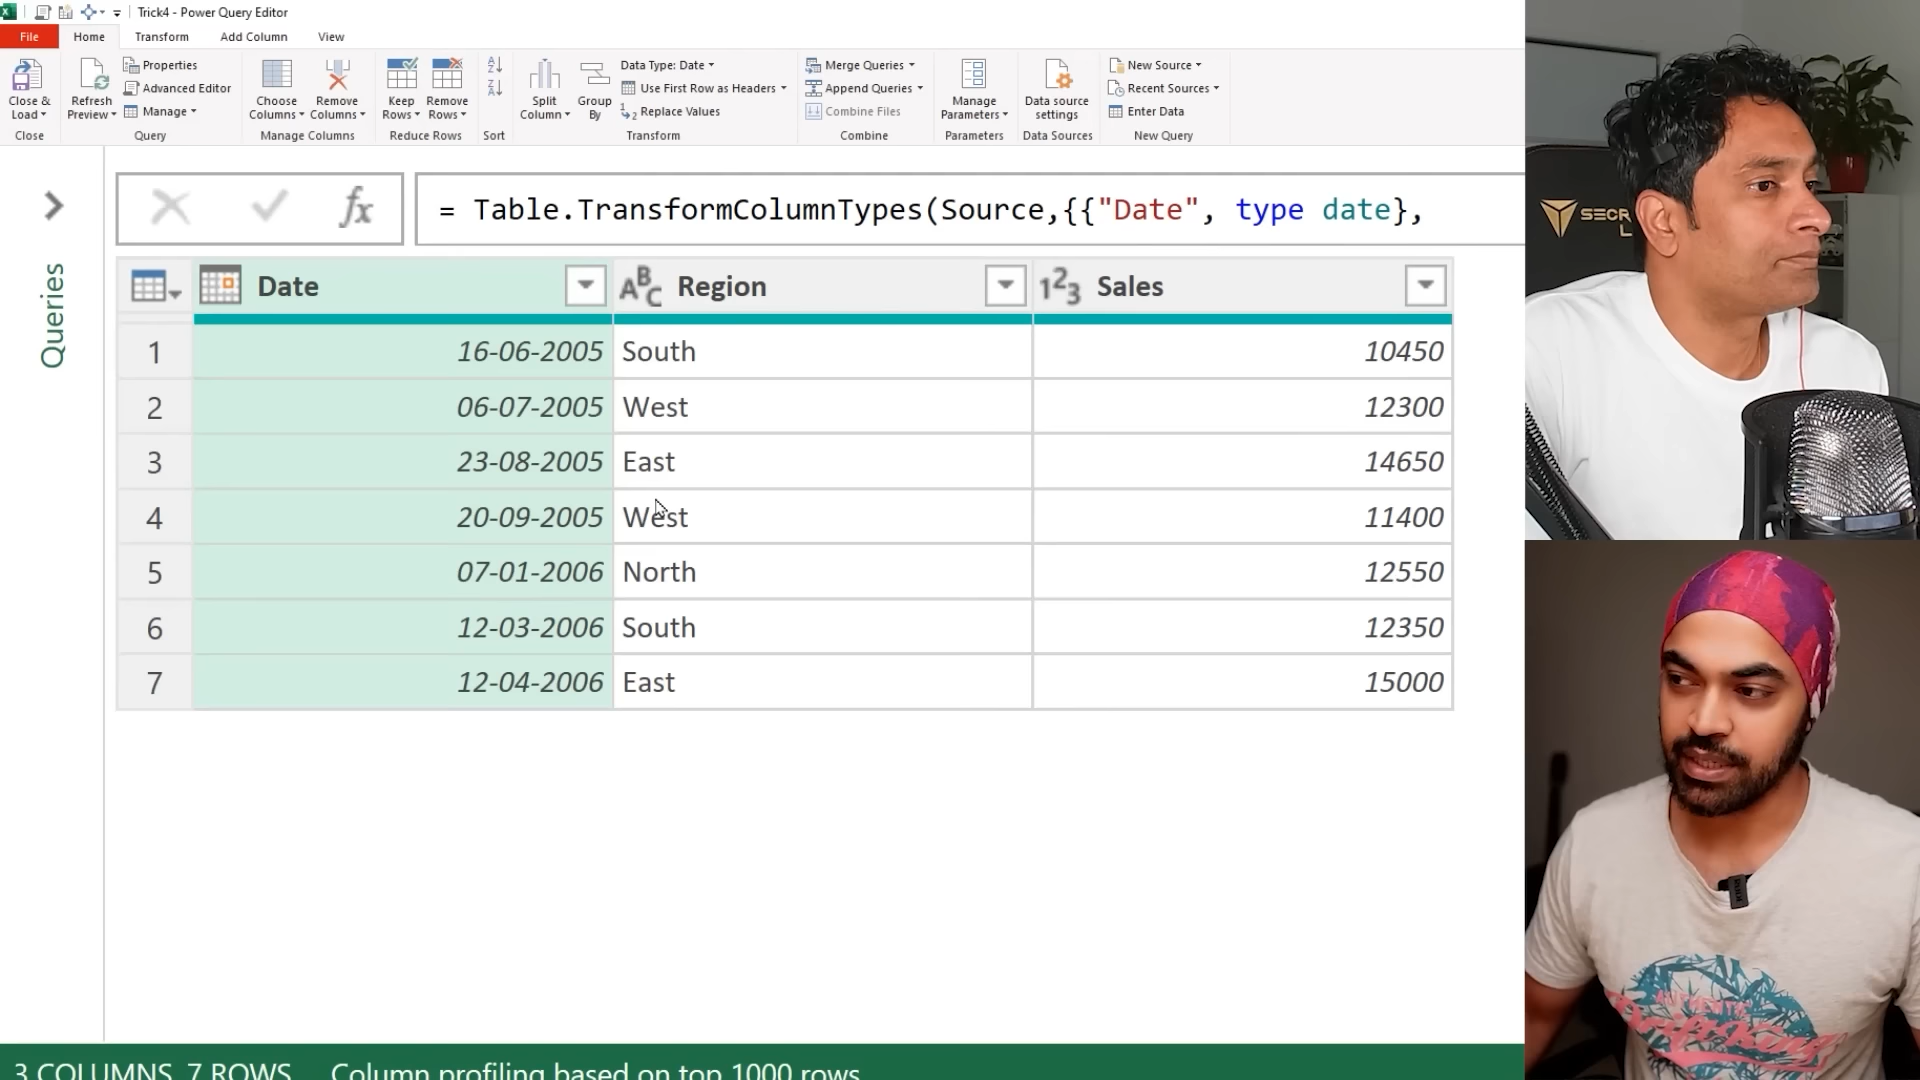 Trick4 - Power Query Editor
File Home Transform Add Column View
Close & Load
Close
Refresh Preview
Properties
Advanced Editor
Manage
Query
Choose Columns
Remove Columns
Manage Columns
Keep Rows
Remove Rows
Reduce Rows
Sort
Split Column
Group By
Data Type: Date
Use First Row as Headers
Replace Values
Transform
Merge Queries
Append Queries
Combine Files
Combine
Manage Parameters
Parameters
Data source settings
Data Sources
New Source
Recent Sources
Enter Data
New Query
fx = Table.TransformColumnTypes(Source,{{"Date", type date},
Queries
Date ABC Region 123 Sales
1 16-06-2005 South 10450
2 06-07-2005 West 12300
3 23-08-2005 East 14650
4 20-09-2005 West 11400
5 07-01-2006 North 12550
6 South 12-03-2006 12350
7 12-04-2006 East 15000
3 COLUMNS, 7 ROWS Column profiling based on top 1000 rows